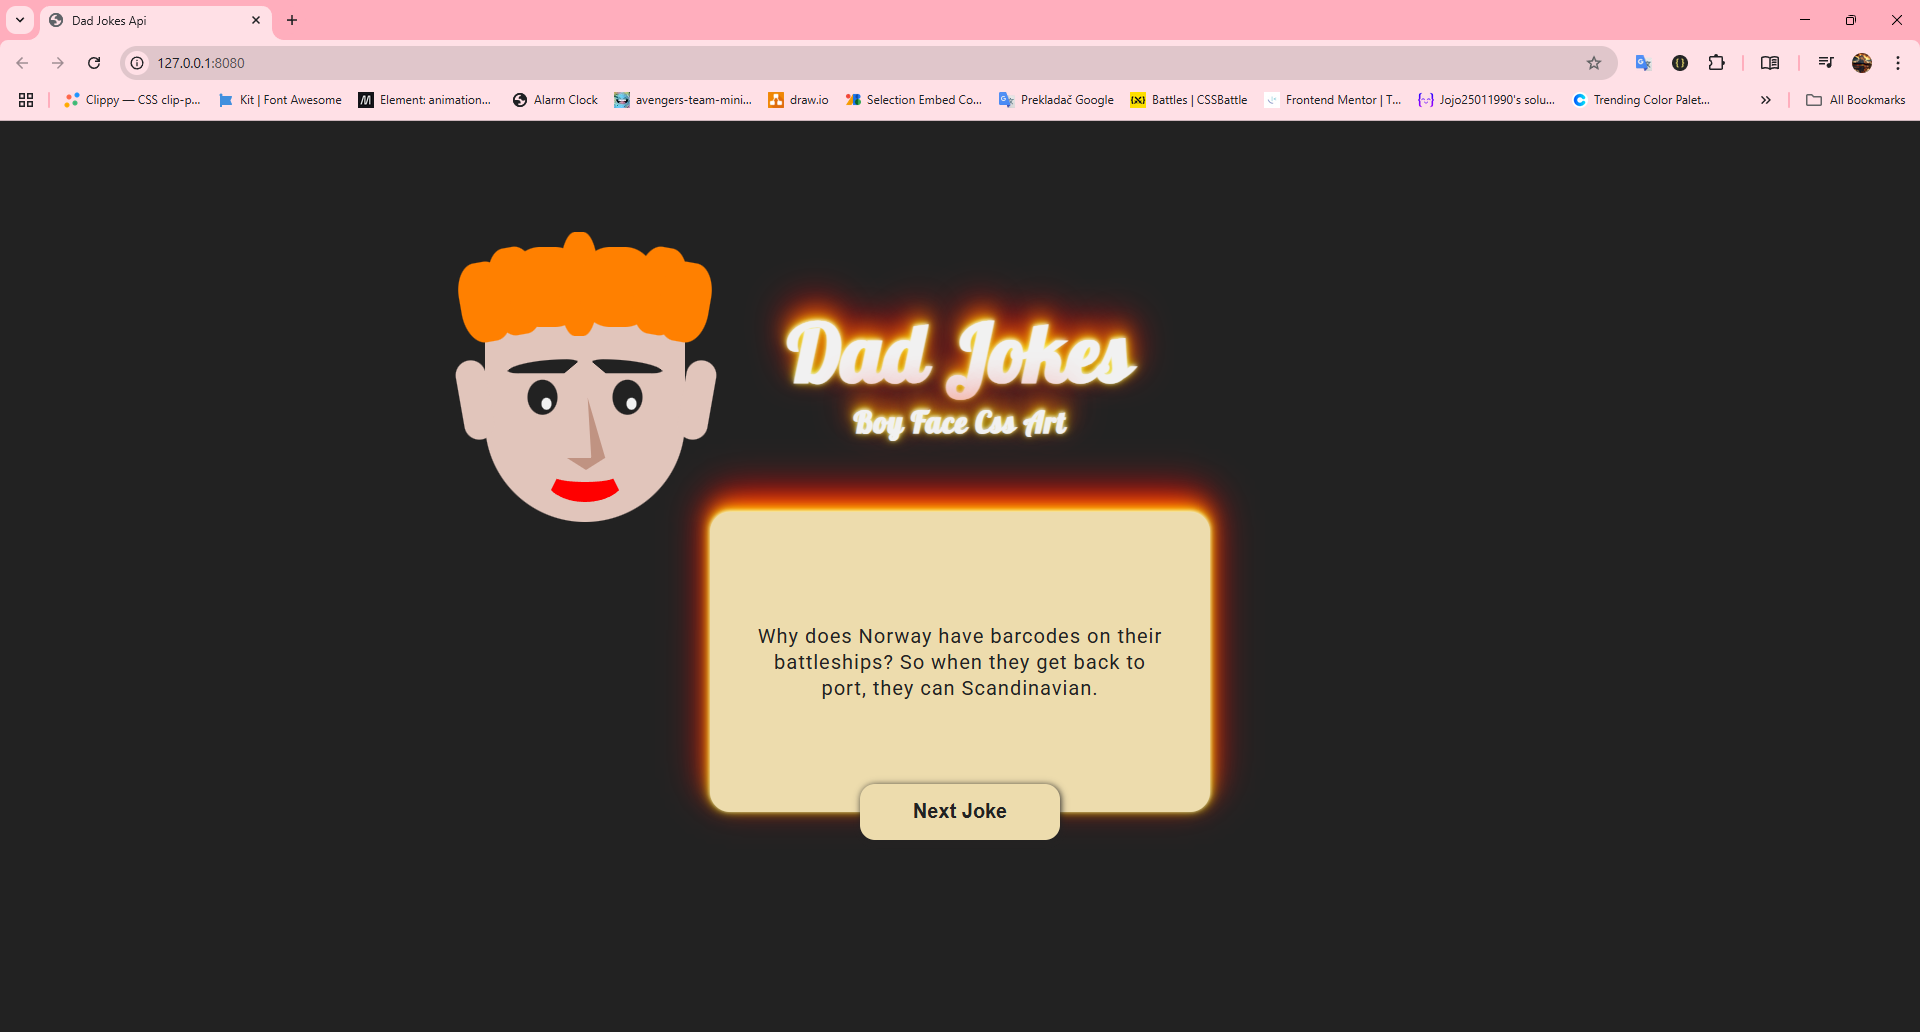 Dad Jokes Api
127.0.0.1:8080
Clippy — CSS clip-p...
Kit | Font Awesome
Element: animation...
Alarm Clock
avengers-team-mini...
draw.io
Selection Embed Co...
Prekladač Google
Battles | CSSBattle
Frontend Mentor | T...
Jojo25011990's solu...
Trending Color Palet...
All Bookmarks
Dad Jokes
Boy Face Css Art
Why does Norway have barcodes on their
battleships? So when they get back to
port, they can Scandinavian.
Next Joke